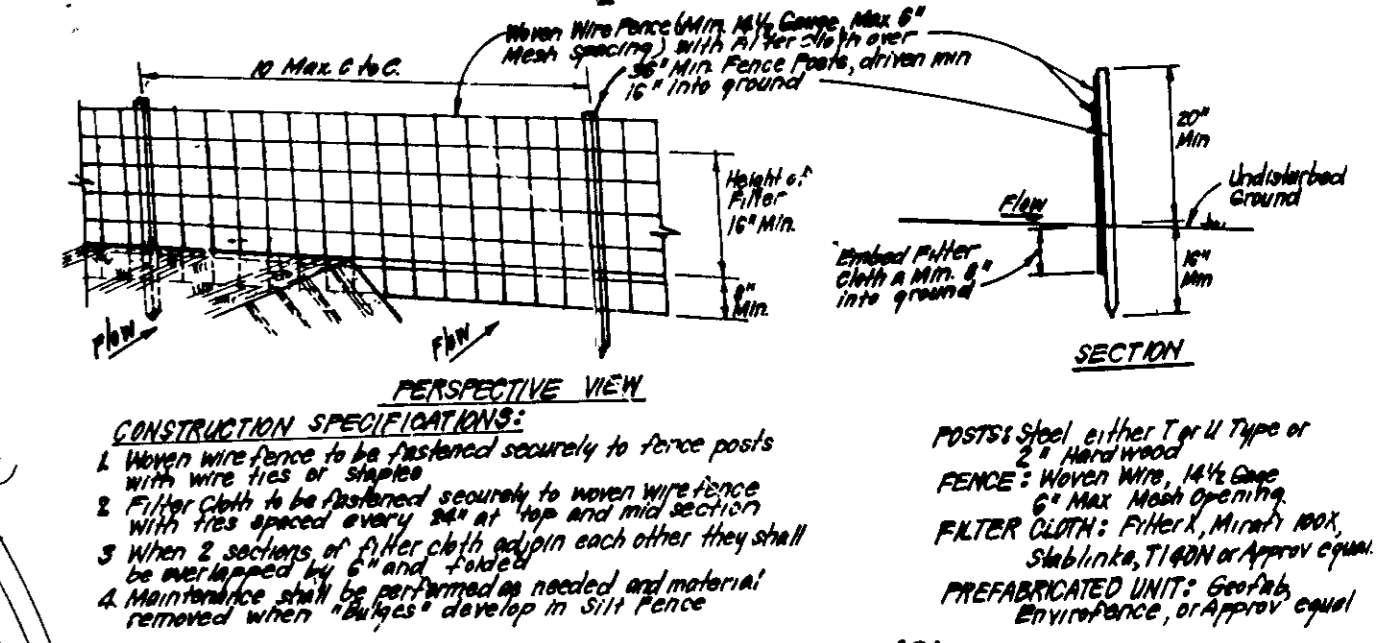 Woven Wire Fence (Min. 14½ Gauge, Max 6"
Mesh spacing) with Filter cloth over
36" Min. Fence Posts, driven min
16" into ground
10 Max C to C.
Height of
Filter
16" Min.
8"
Min.
Flow
Flow
PERSPECTIVE VIEW
20"
Min
Undisturbed
Ground
Flow
Embed Filter
Cloth a Min. 8"
into ground
16"
Min
SECTION
CONSTRUCTION SPECIFICATIONS:
1. Woven wire fence to be fastened securely to fence posts
with wire ties or staples
2 Filter Cloth to be fastened securely to woven wire fence
with ties spaced every 24" at top and mid section
3 When 2 sections of filter cloth adjoin each other they shall
be overlapped by 6" and folded
4. Maintenance shall be performed as needed and material
removed when "Bulges" develop in Silt Fence
POSTS: Steel either T or U Type or
2" Hardwood
FENCE: Woven Wire, 14½ Gage
6" Max Mesh Opening
FILTER CLOTH: Filter X, Mirafi 100X,
Stablinka, T140N or Approv equal.
PREFABRICATED UNIT: Geofab,
Envirofence, or Approv equal